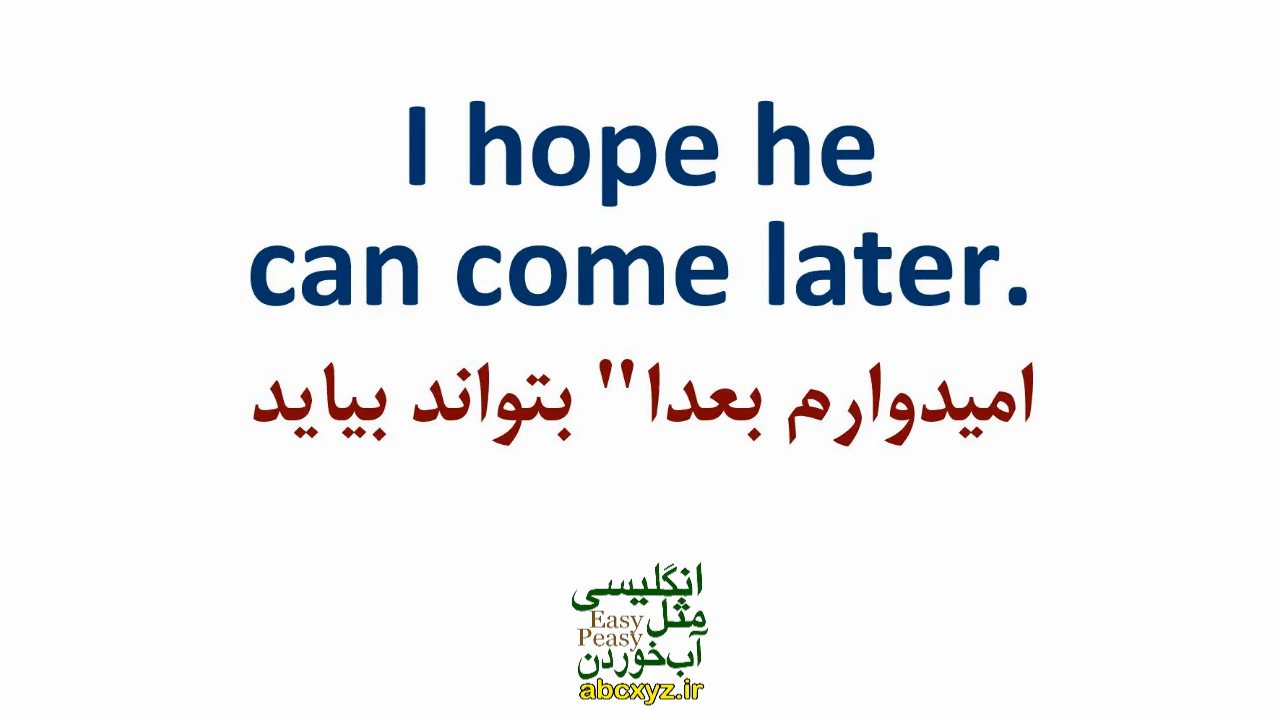 I hope he
can come later.
امیدوارم بعدا" بتواند بیاید
انگلیسی
مثل
Easy
Peasy
آب‌خوردن
abcxyz.ir